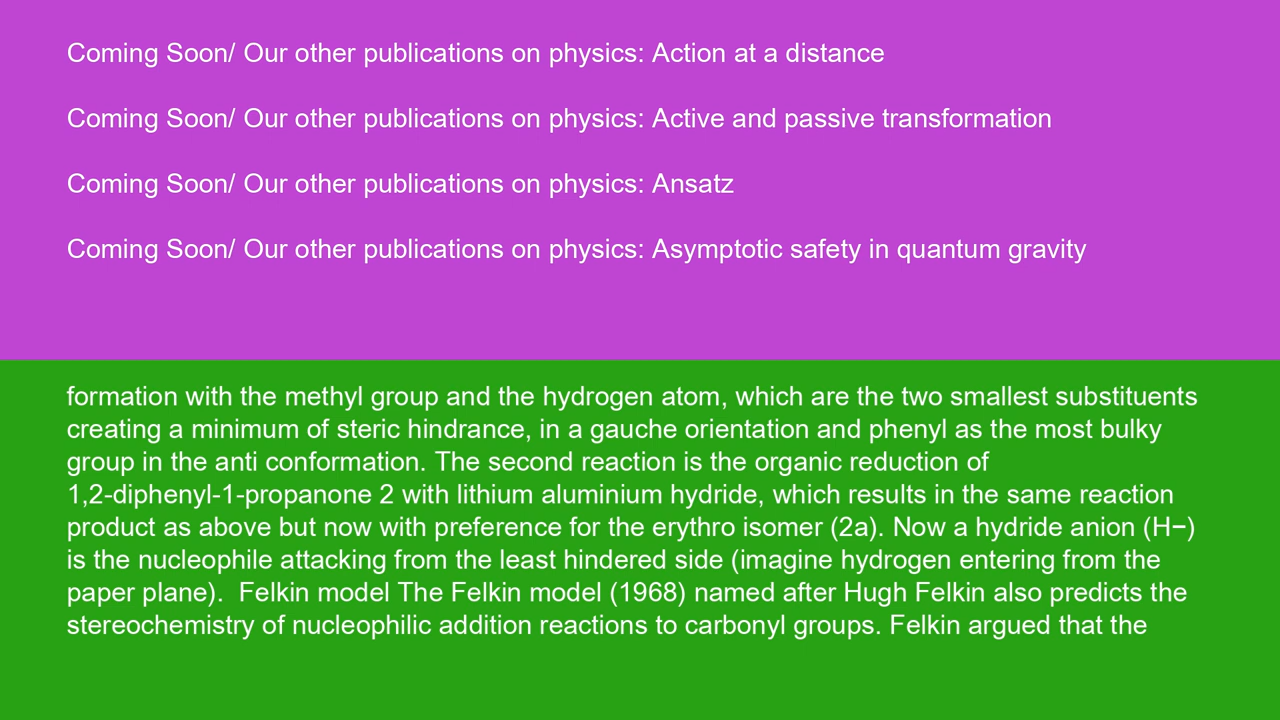 Coming Soon/ Our other publications on physics: Action at a distance
Coming Soon/ Our other publications on physics: Active and passive transformation
Coming Soon/ Our other publications on physics: Ansatz
Coming Soon/ Our other publications on physics: Asymptotic safety in quantum gravity
formation with the methyl group and the hydrogen atom, which are the two smallest substituents
creating a minimum of steric hindrance, in a gauche orientation and phenyl as the most bulky
group in the anti conformation. The second reaction is the organic reduction of
1,2-diphenyl-1-propanone 2 with lithium aluminium hydride, which results in the same reaction
product as above but now with preference for the erythro isomer (2a). Now a hydride anion (H−)
is the nucleophile attacking from the least hindered side (imagine hydrogen entering from the
paper plane).  Felkin model The Felkin model (1968) named after Hugh Felkin also predicts the
stereochemistry of nucleophilic addition reactions to carbonyl groups. Felkin argued that the